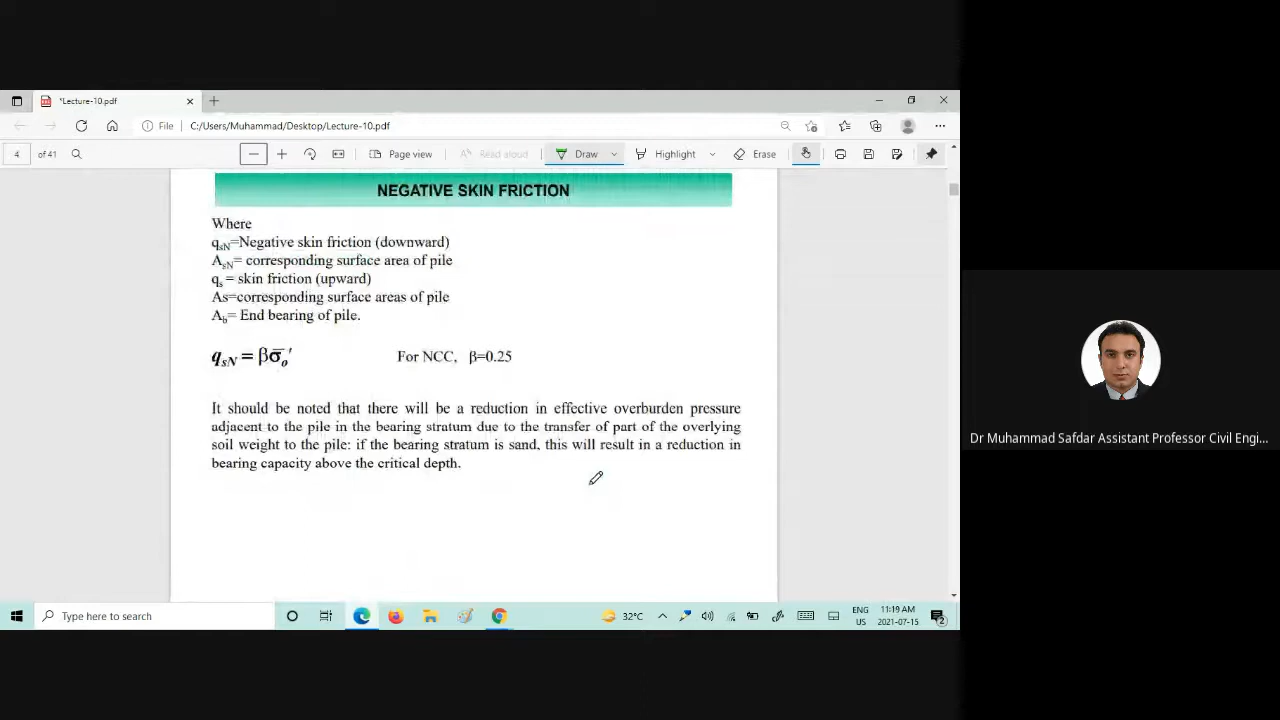 *Lecture-10.pdf
File C:/Users/Muhammad/Desktop/Lecture-10.pdf
4 of 41 Page view Read aloud Draw Highlight Erase
NEGATIVE SKIN FRICTION
Where
qsN=Negative skin friction (downward)
AsN= corresponding surface area of pile
qs = skin friction (upward)
As=corresponding surface areas of pile
Ab= End bearing of pile.
qsN = βσ̄o′ For NCC, β=0.25
It should be noted that there will be a reduction in effective overburden pressure
adjacent to the pile in the bearing stratum due to the transfer of part of the overlying
soil weight to the pile: if the bearing stratum is sand, this will result in a reduction in
bearing capacity above the critical depth.
Dr Muhammad Safdar Assistant Professor Civil Engi...
Type here to search 32°C ENG 11:19 AM
US 2021-07-15 2